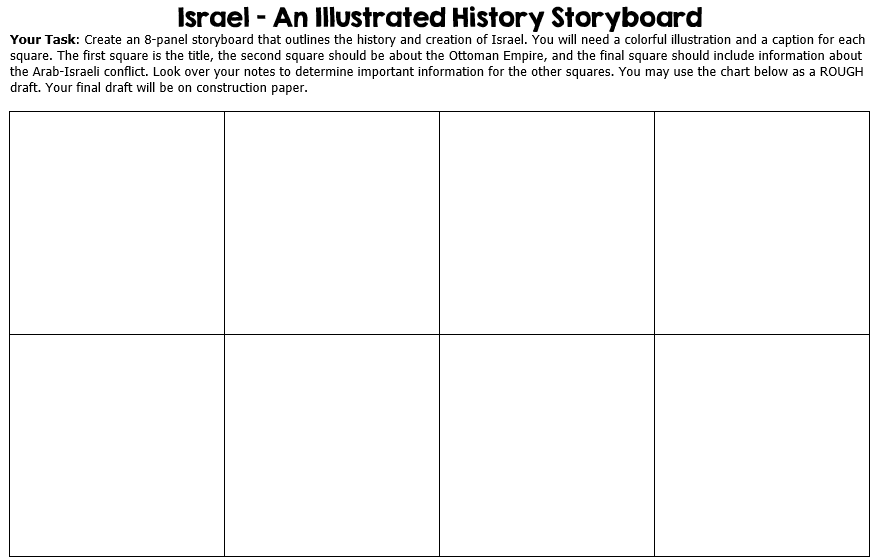 Israel - An Illustrated History Storyboard
Your Task: Create an 8-panel storyboard that outlines the history and creation of Israel. You will need a colorful illustration and a caption for each
square. The first square is the title, the second square should be about the Ottoman Empire, and the final square should include information about
the Arab-Israeli conflict. Look over your notes to determine important information for the other squares. You may use the chart below as a ROUGH
draft. Your final draft will be on construction paper.